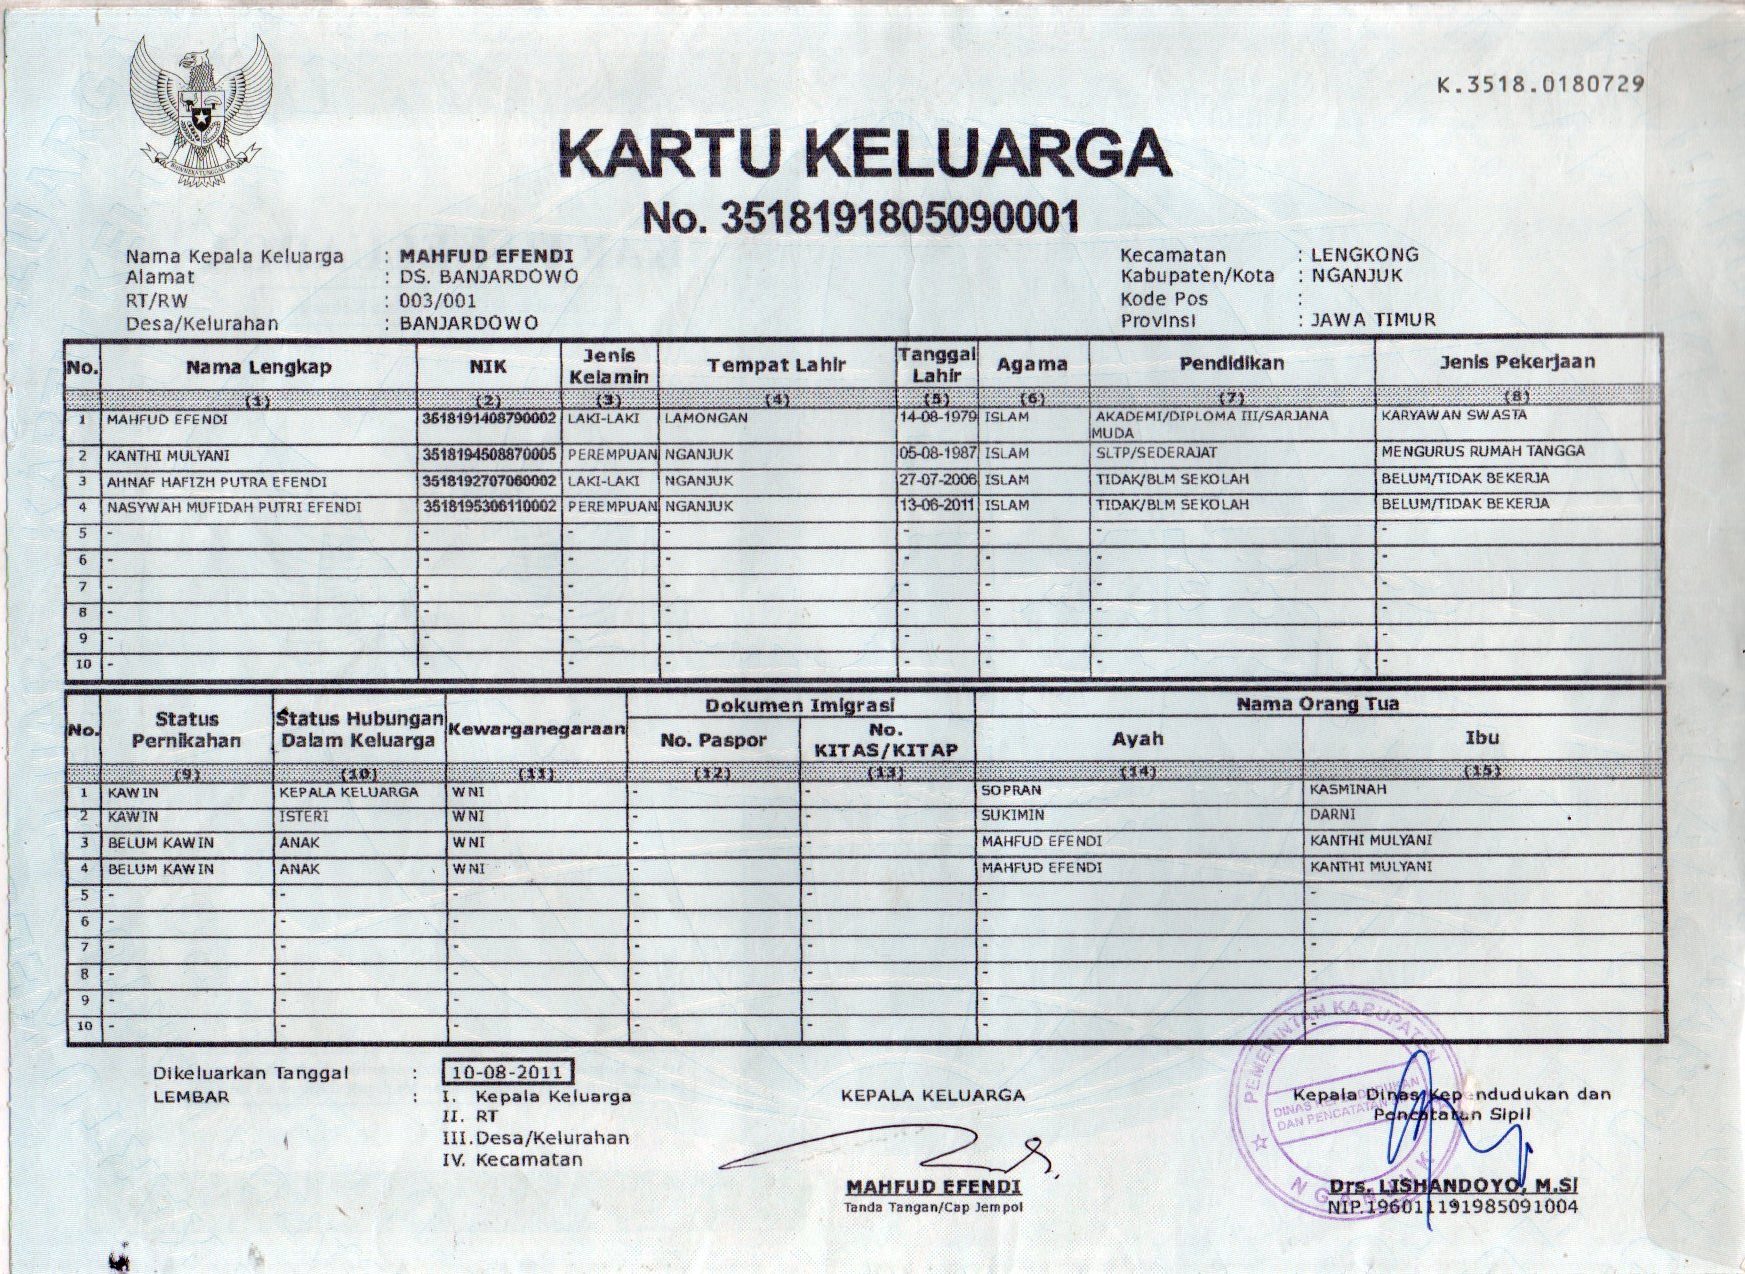 K.3518.0180729
KARTU KELUARGA
No. 3518191805090001
Nama Kepala Keluarga : MAHFUD EFENDI
Alamat : DS. BANJARDOWO
RT/RW : 003/001
Desa/Kelurahan : BANJARDOWO
Kecamatan : LENGKONG
Kabupaten/Kota : NGANJUK
Kode Pos :
Provinsi : JAWA TIMUR
No. Nama Lengkap NIK Jenis Kelamin Tempat Lahir Tanggal Lahir Agama Pendidikan Jenis Pekerjaan
(1) (2) (3) (4) (5) (6) (7) (8)
1 MAHFUD EFENDI 3518191408790002 LAKI-LAKI LAMONGAN 14-08-1979 ISLAM AKADEMI/DIPLOMA III/SARJANA MUDA KARYAWAN SWASTA
2 KANTHI MULYANI 3518194508870005 PEREMPUAN NGANJUK 05-08-1987 ISLAM SLTP/SEDERAJAT MENGURUS RUMAH TANGGA
3 AHNAF HAFIZH PUTRA EFENDI 3518192707060002 LAKI-LAKI NGANJUK 27-07-2006 ISLAM TIDAK/BLM SEKOLAH BELUM/TIDAK BEKERJA
4 NASYWAH MUFIDAH PUTRI EFENDI 3518195306110002 PEREMPUAN NGANJUK 13-06-2011 ISLAM TIDAK/BLM SEKOLAH BELUM/TIDAK BEKERJA
5 - - - - - - - -
6 - - - - - - - -
7 - - - - - - - -
8 - - - - - - - -
9 - - - - - - - -
10 - - - - - - - -
No. Status Pernikahan Status Hubungan Dalam Keluarga Kewarganegaraan Dokumen Imigrasi Nama Orang Tua
No. Paspor No. KITAS/KITAP Ayah Ibu
(9) (10) (11) (12) (13) (14) (15)
1 KAWIN KEPALA KELUARGA WNI - - SOPRAN KASMINAH
2 KAWIN ISTERI WNI - - SUKIMIN DARNI
3 BELUM KAWIN ANAK WNI - - MAHFUD EFENDI KANTHI MULYANI
4 BELUM KAWIN ANAK WNI - - MAHFUD EFENDI KANTHI MULYANI
5 - - - - - - -
6 - - - - - - -
7 - - - - - - -
8 - - - - - - -
9 - - - - - - -
10 - - - - - - -
Dikeluarkan Tanggal : 10-08-2011
LEMBAR : I. Kepala Keluarga
II. RT
III. Desa/Kelurahan
IV. Kecamatan
KEPALA KELUARGA
MAHFUD EFENDI
Tanda Tangan/Cap Jempol
Kepala Dinas Kependudukan dan
Pencatatan Sipil
PEMERINTAH KABUPATEN
DINAS KEPENDUDUKAN
DAN PENCATATAN
NGANJUK
Drs. LISHANDOYO, M.Si
NIP.196011191985091004